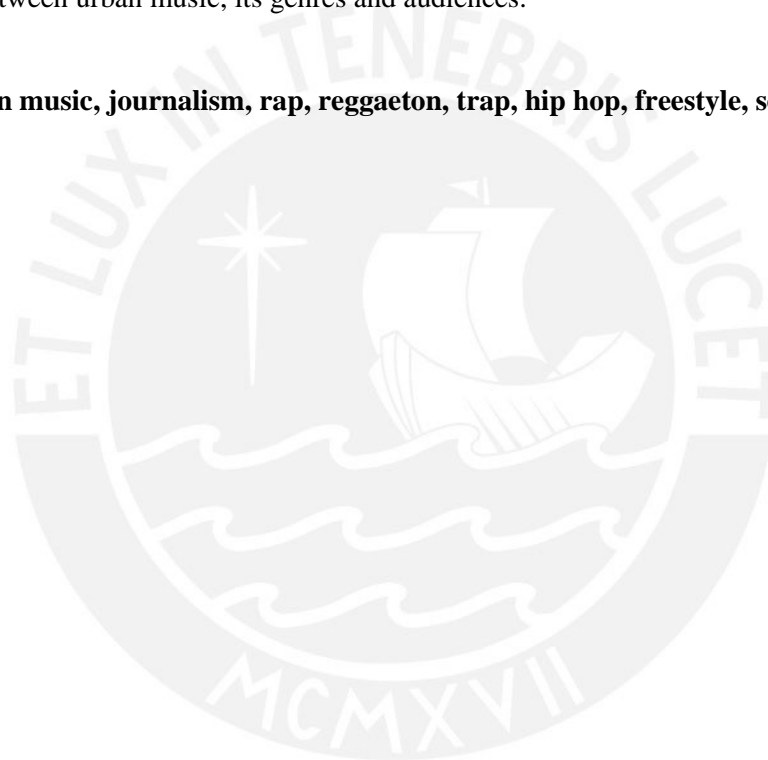 between urban music, its genres and audiences.
music, journalism, rap, reggaeton, trap, hip hop, freestyle,
ET LUX IN TENEBRIS LUCET
MCMXVII